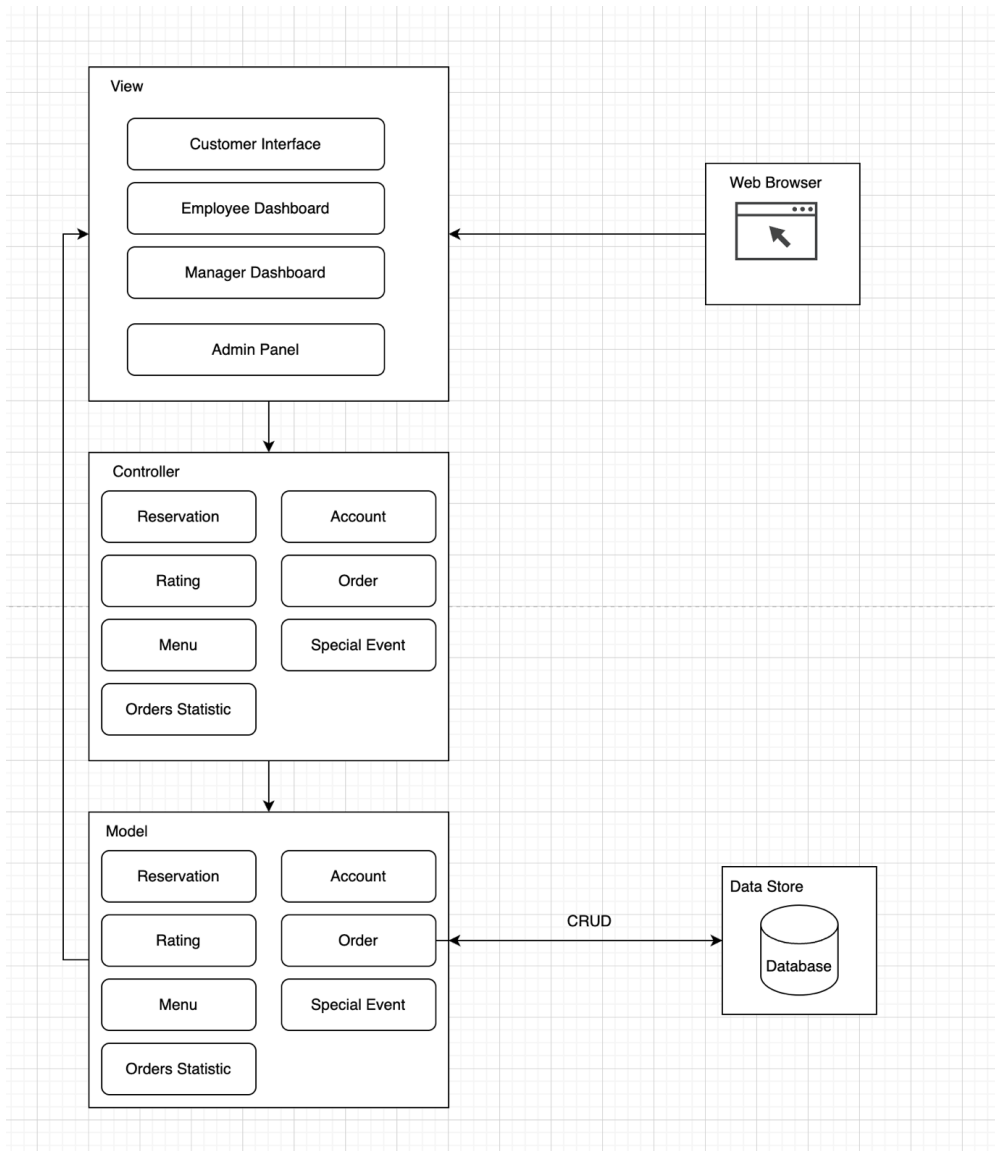 View
Customer Interface
Employee Dashboard
Manager Dashboard
Admin Panel
Web Browser
Controller
Reservation
Account
Rating
Order
Menu
Special Event
Orders Statistic
Model
Reservation
Account
Rating
Order
Menu
Special Event
Orders Statistic
CRUD
Data Store
Database